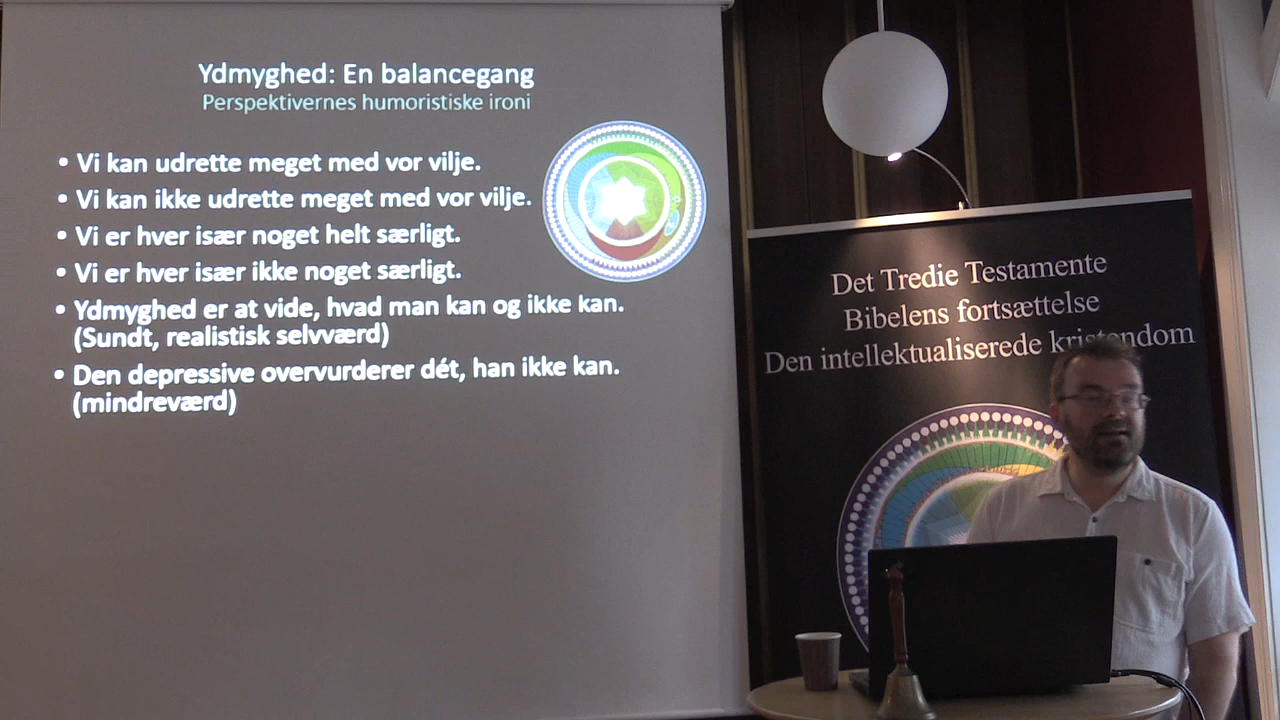 Ydmyghed: En balancegang
Perspektivernes humoristiske ironi
• Vi kan udrette meget med vor vilje.
• Vi kan ikke udrette meget med vor vilje.
• Vi er hver især noget helt særligt.
• Vi er hver især ikke noget særligt.
• Ydmyghed er at vide, hvad man kan og ikke kan.
(Sundt, realistisk selvværd)
• Den depressive overvurderer dét, han ikke kan.
(mindreværd)
Det Tredie Testamente
Bibelens fortsættelse
Den intellektualiserede kristendom